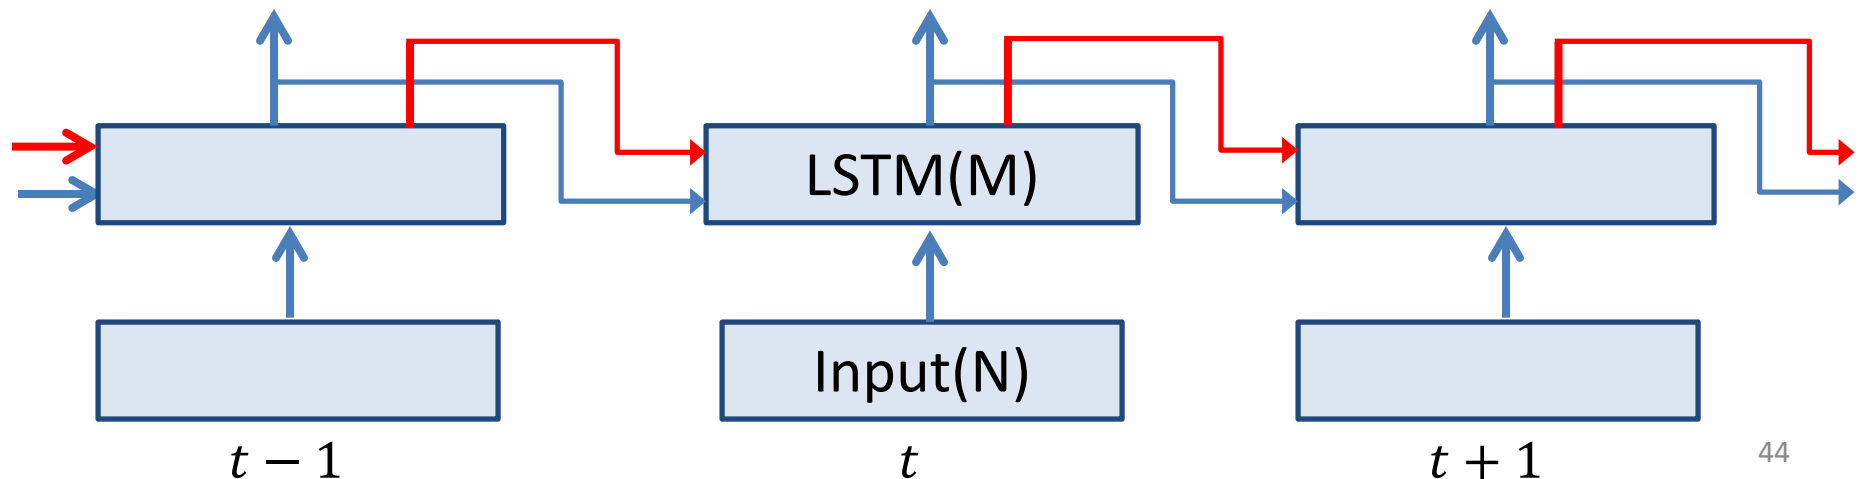 LSTM(M)
Input(N)
t − 1
t
t + 1
44